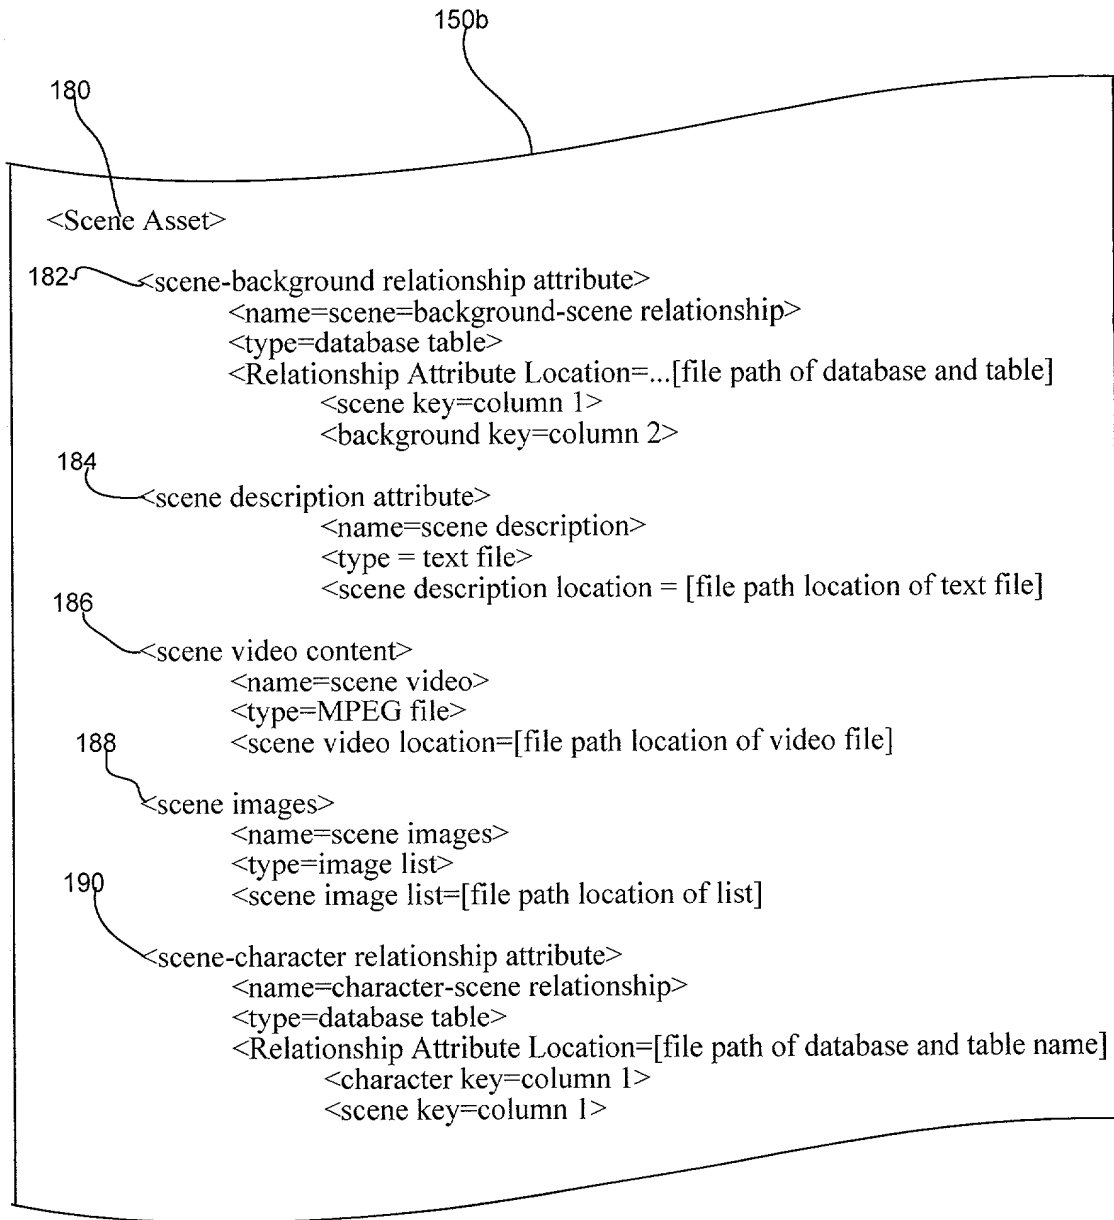 150b
180
<Scene Asset>
182 <scene-background relationship attribute>
<name=scene=background-scene relationship>
<type=database table>
<Relationship Attribute Location=...[file path of database and table]
<scene key=column 1>
<background key=column 2>
184
<scene description attribute>
<name=scene description>
<type = text file>
<scene description location = [file path location of text file]
186
<scene video content>
<name=scene video>
<type=MPEG file>
<scene video location=[file path location of video file]
188
<scene images>
<name=scene images>
<type=image list>
<scene image list=[file path location of list]
190
<scene-character relationship attribute>
<name=character-scene relationship>
<type=database table>
<Relationship Attribute Location=[file path of database and table name]
<character key=column 1>
<scene key=column 1>